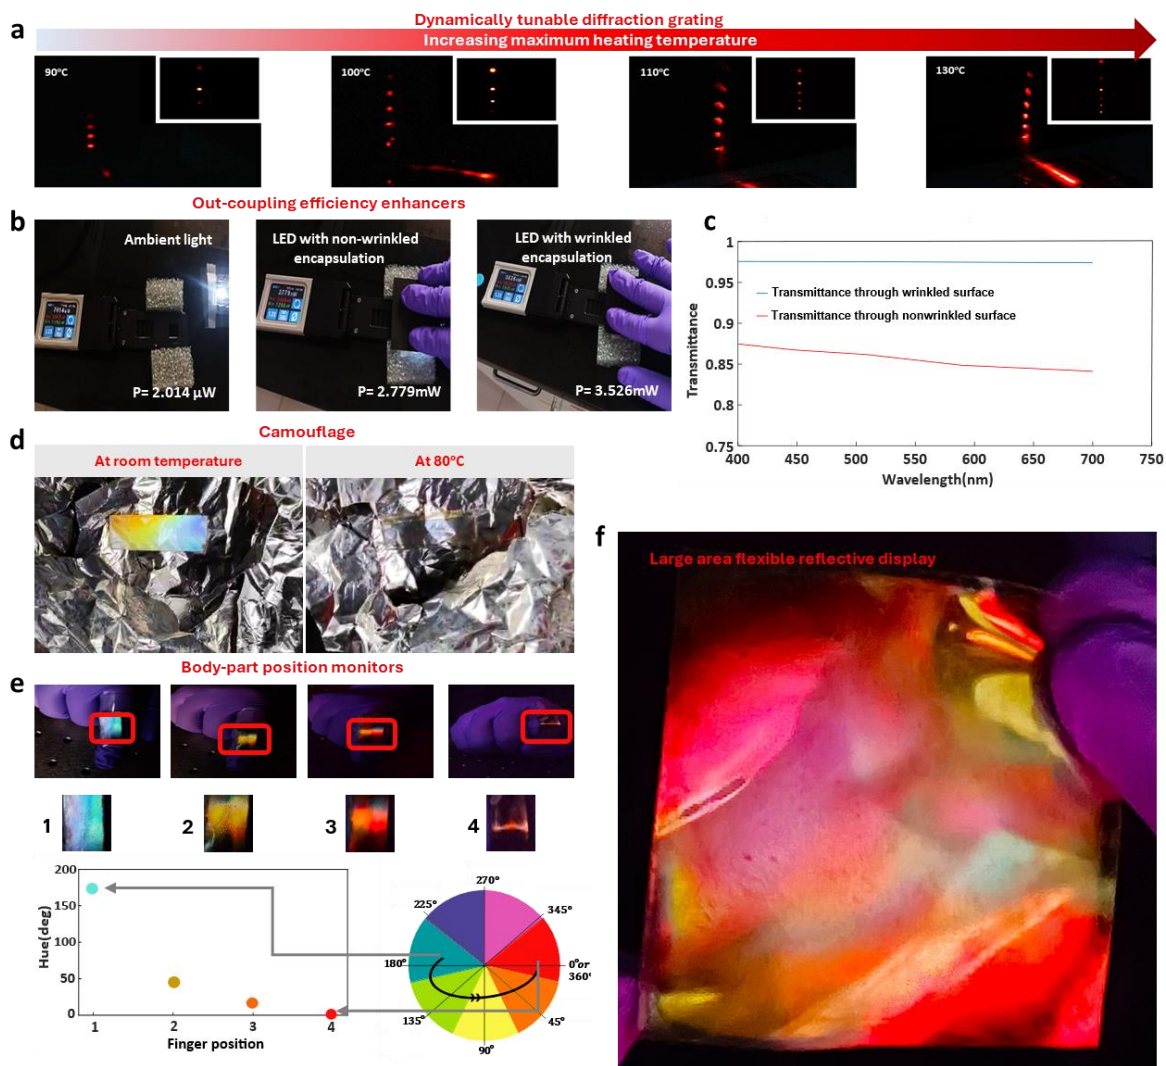 Dynamically tunable diffraction grating
a
Increasing maximum heating temperature
90°C
100°C
110°C
130°C
Out-coupling efficiency enhancers
b
Ambient light
P= 2.014 µW
LED with non-wrinkled
encapsulation
P= 2.779mW
LED with wrinkled
encapsulation
P= 3.526mW
c
1
0.95
0.9
0.85
0.8
0.75
Transmittance
Transmittance through wrinkled surface
Transmittance through nonwrinkled surface
400 450 500 550 600 650 700 750
Wavelength(nm)
d
Camouflage
At room temperature
At 80°C
e
Body-part position monitors
1
2
3
4
200
150
100
50
0
Hue(deg)
1 2 3 4
Finger position
270°
225°
345°
180°
0°or
360°
135°
45°
90°
f
Large area flexible reflective display